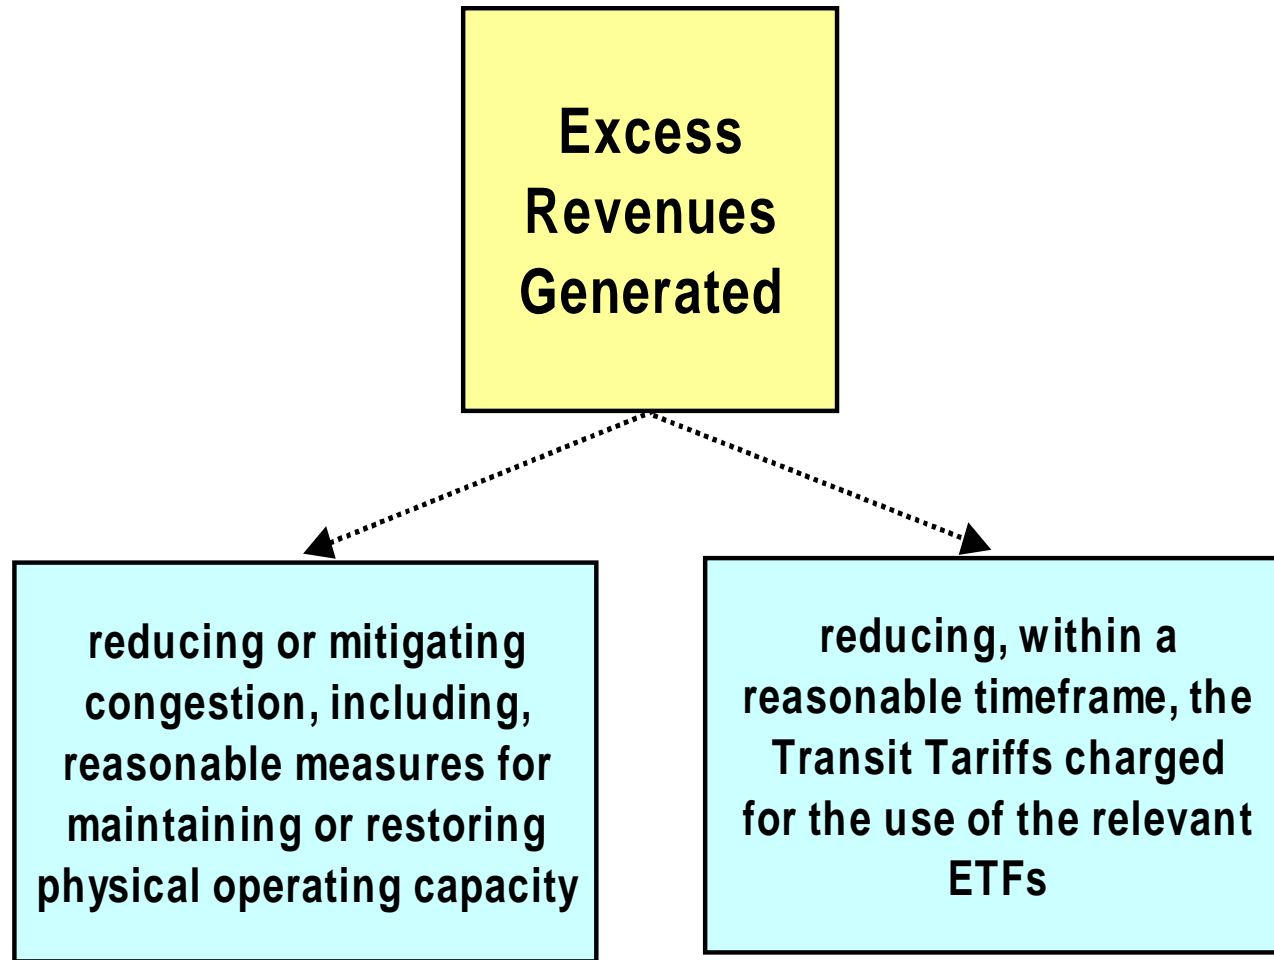 Excess
Revenues
Generated
reducing or mitigating
congestion, including,
reasonable measures for
maintaining or restoring
physical operating capacity
reducing, within a
reasonable timeframe, the
Transit Tariffs charged
for the use of the relevant
ETFs